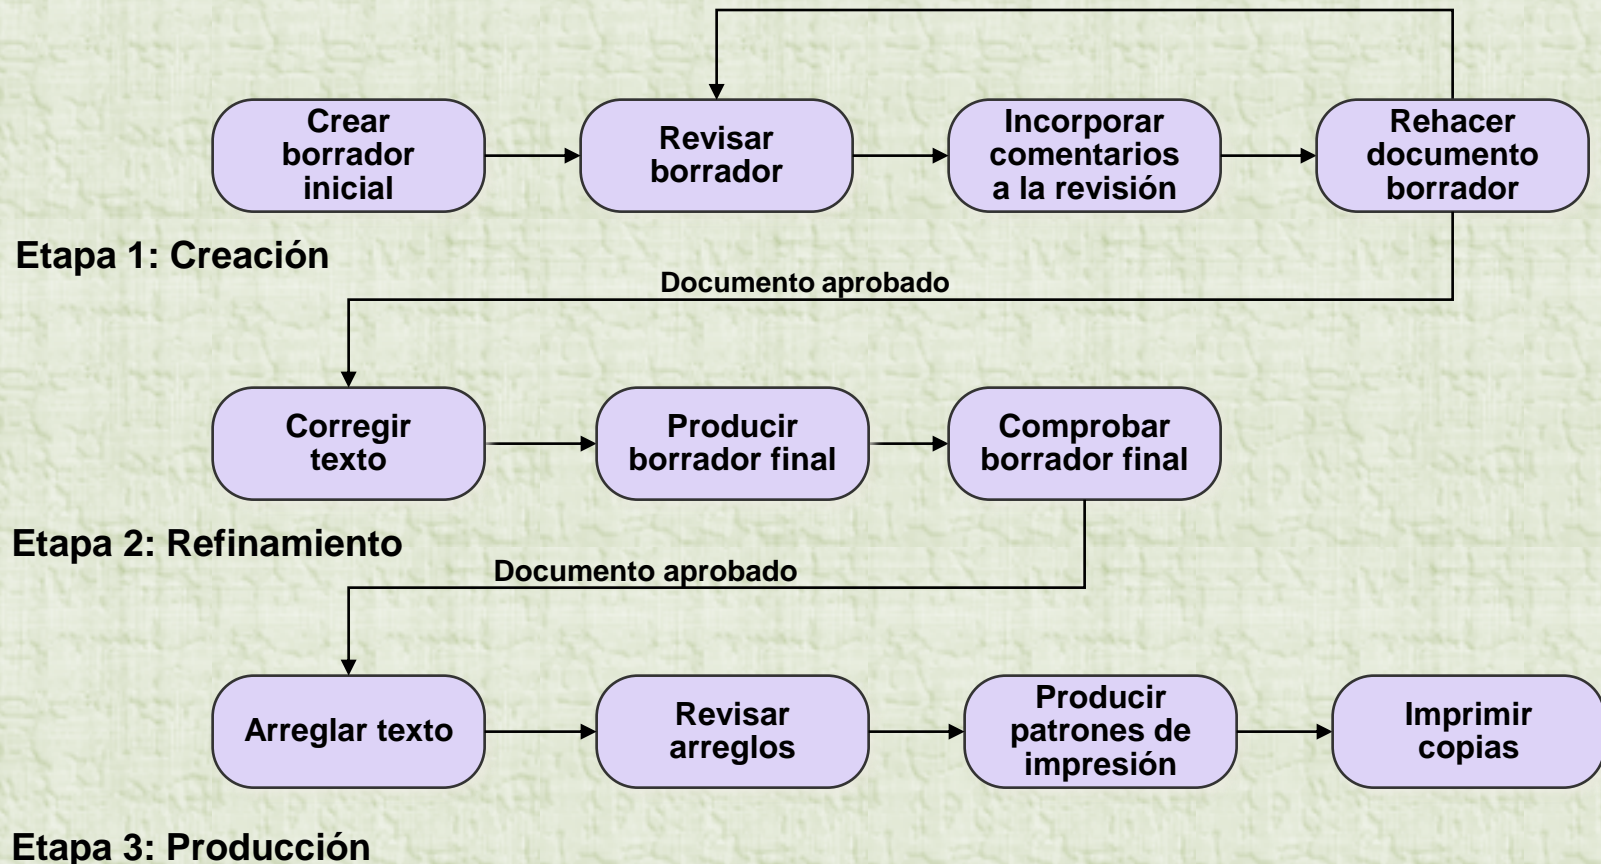 Crear
borrador
inicial
Revisar
borrador
Incorporar
comentarios
a la revisión
Rehacer
documento
borrador
Etapa 1: Creación
Documento aprobado
Corregir
texto
Producir
borrador final
Comprobar
borrador final
Etapa 2: Refinamiento
Documento aprobado
Arreglar texto
Revisar
arreglos
Producir
patrones de
impresión
Imprimir
copias
Etapa 3: Producción